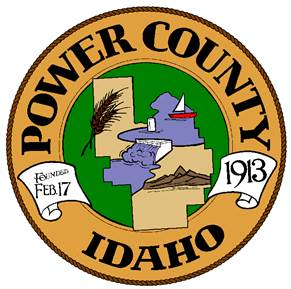 POWER COUNTY
FOUNDED
FEB. 17
1913
IDAHO